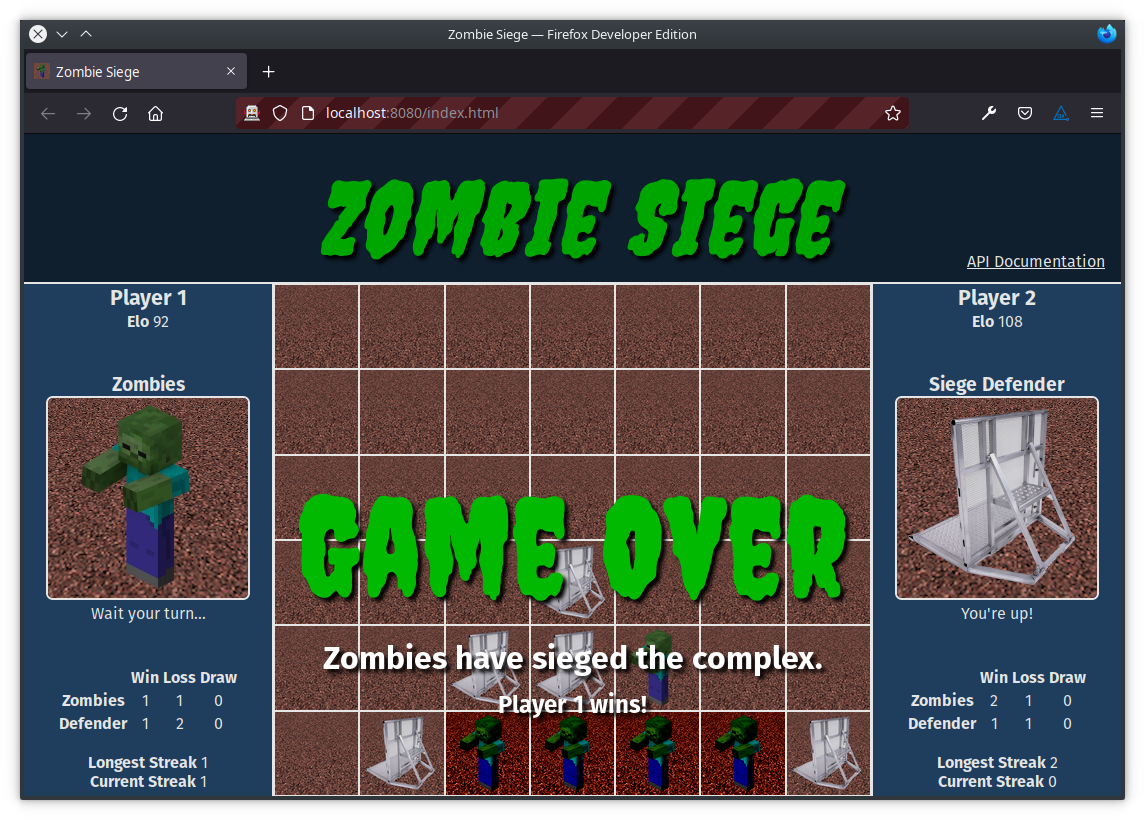 Zombie Siege — Firefox Developer Edition
Zombie Siege
localhost:8080/index.html
ZOMBIE SIEGE
API Documentation
Player 1
Elo 92
Zombies
Wait your turn...
Win Loss Draw
Zombies 1 1 0
Defender 1 2 0
Longest Streak 1
Current Streak 1
GAME OVER
Zombies have sieged the complex.
Player 1 wins!
Player 2
Elo 108
Siege Defender
You're up!
Win Loss Draw
Zombies 2 1 0
Defender 1 1 0
Longest Streak 2
Current Streak 0